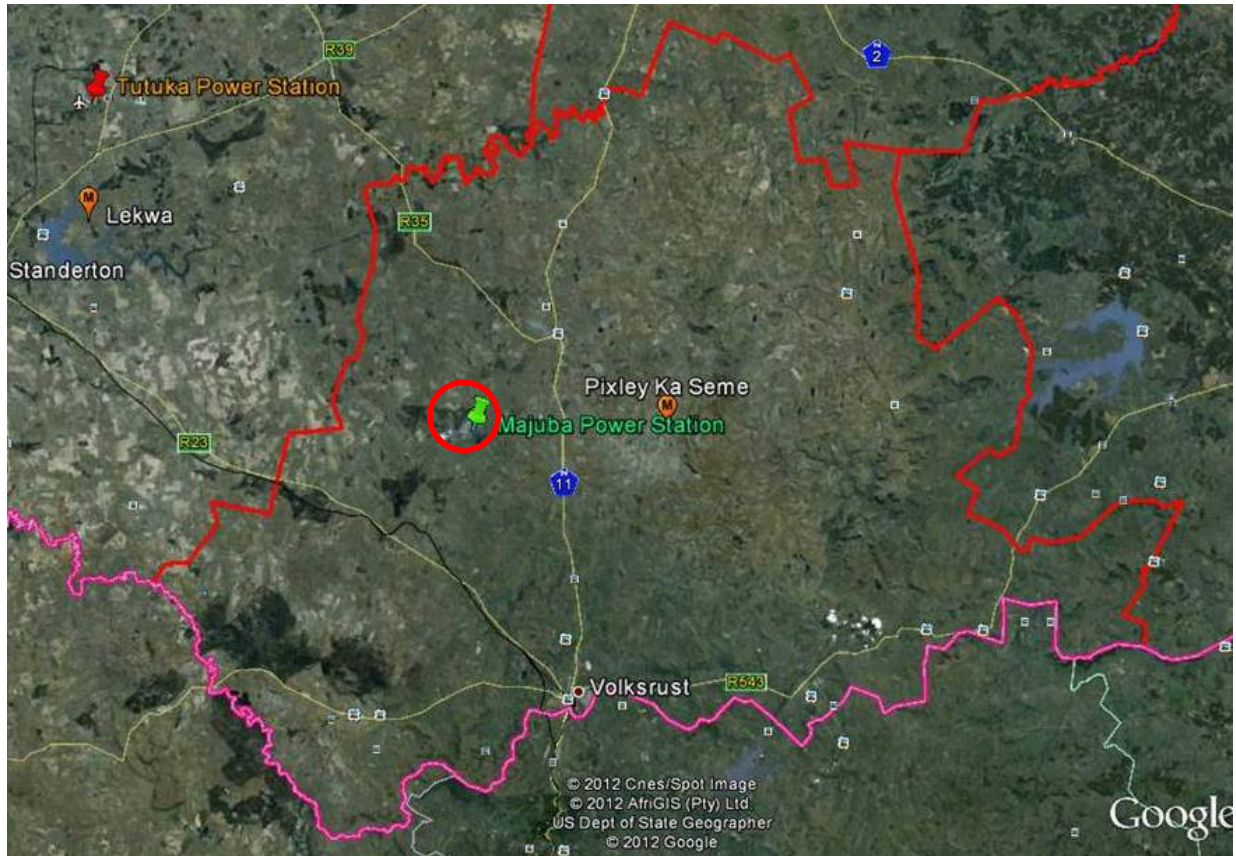 R39
2
Tutuka Power Station
11
Lekwa
R35
Standerton
Pixley Ka Seme
Majuba Power Station
R23
N
11
Volksrust
R543
© 2012 Cnes/Spot Image
© 2012 AfriGIS (Pty) Ltd
US Dept of State Geographer
© 2012 Google
Google
M
M